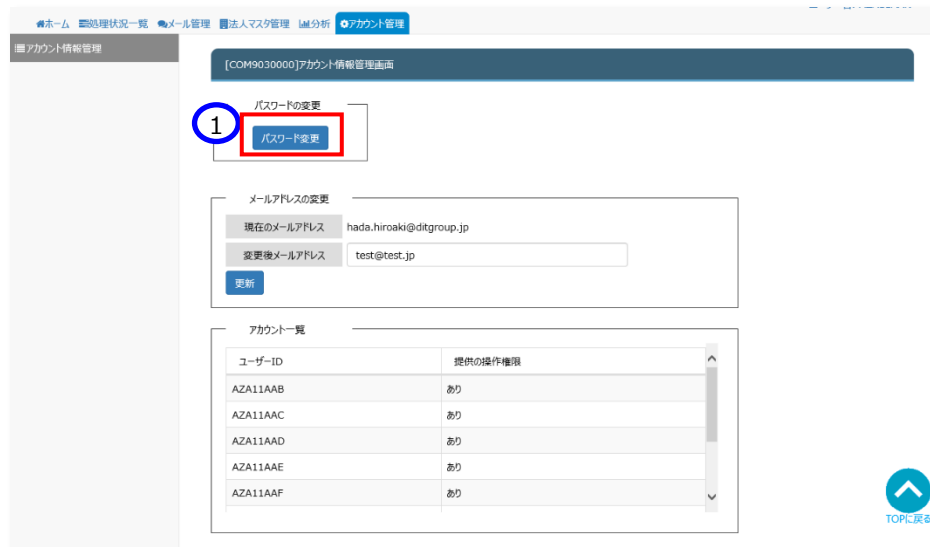 ホーム 処理状況一覧 メール管理 法人マスタ管理 分析 アカウント管理
アカウント情報管理
[COM9030000]アカウント情報管理画面
パスワードの変更
1
パスワード変更
メールアドレスの変更
現在のメールアドレス hada.hiroaki@ditgroup.jp
変更後メールアドレス test@test.jp
更新
アカウント一覧
ユーザーID 提供の操作権限
AZA11AAB あり
AZA11AAC あり
AZA11AAD あり
AZA11AAE あり
AZA11AAF あり
TOPに戻る